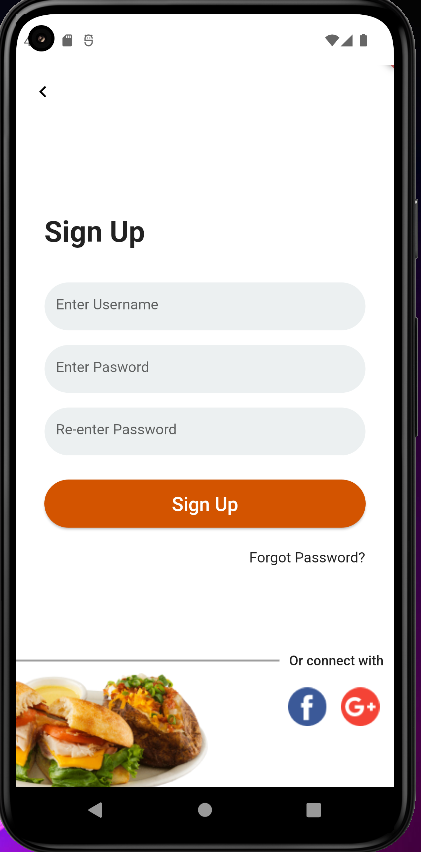 Sign Up
Enter Username
Enter Pasword
Re-enter Password
Sign Up
Forgot Password?
Or connect with
f
G+